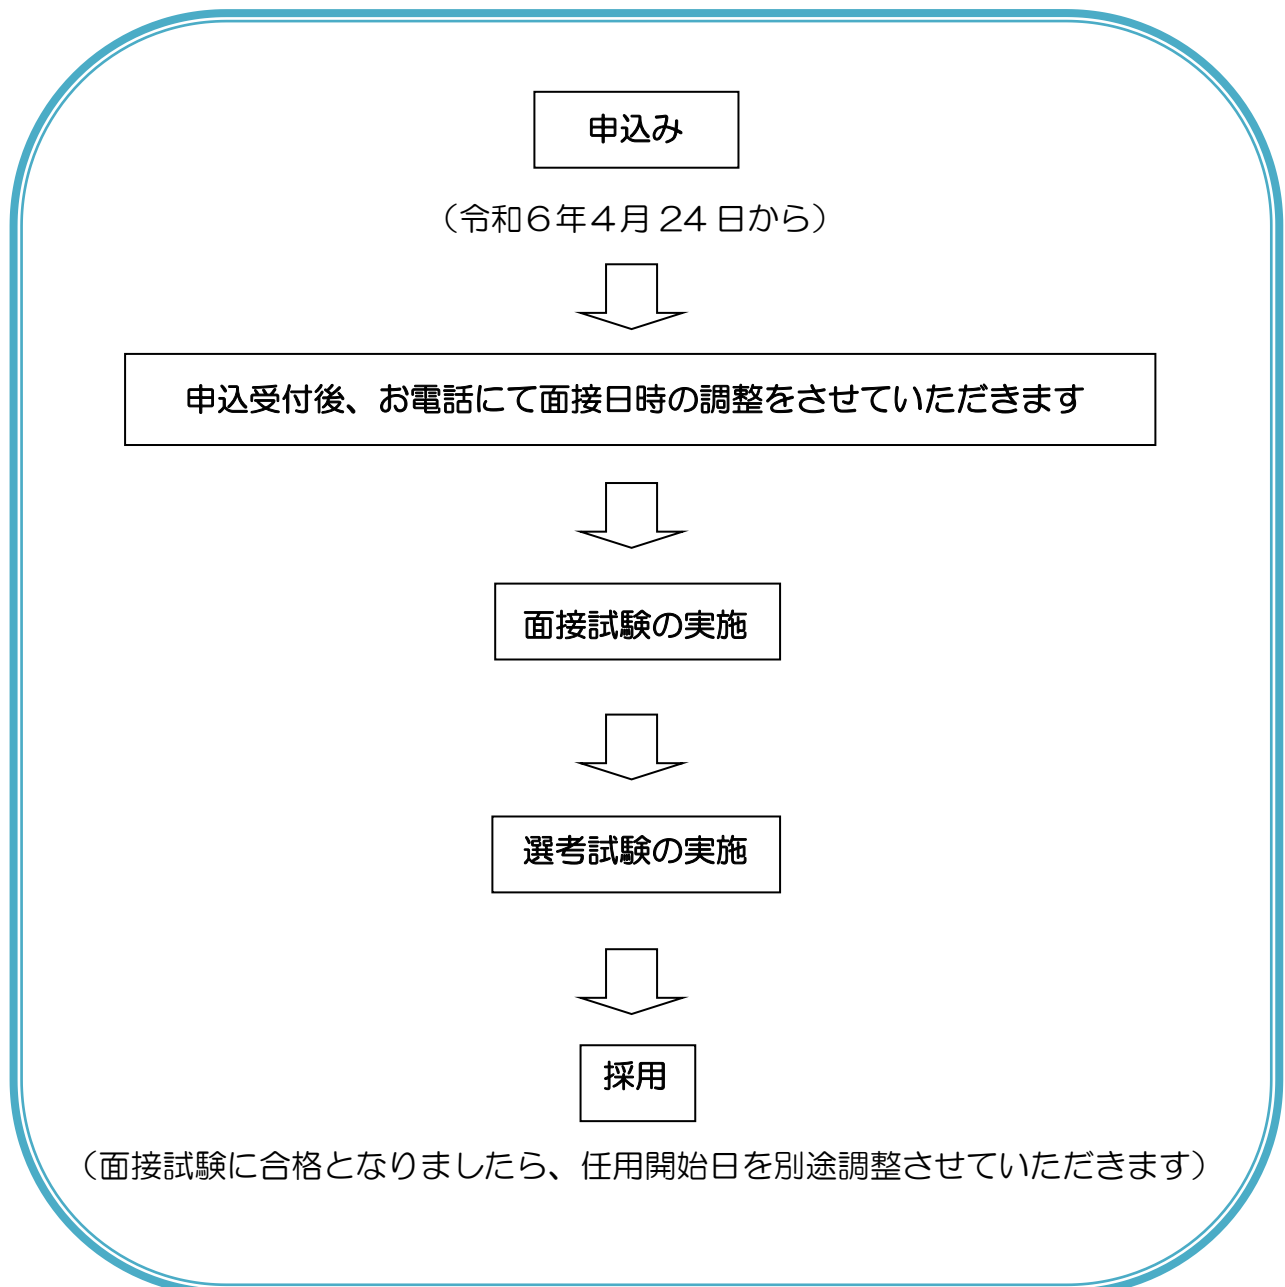 申込み
（令和６年４月 24 日から）
申込受付後、お電話にて面接日時の調整をさせていただきます
面接試験の実施
選考試験の実施
採用
（面接試験に合格となりましたら、任用開始日を別途調整させていただきます）